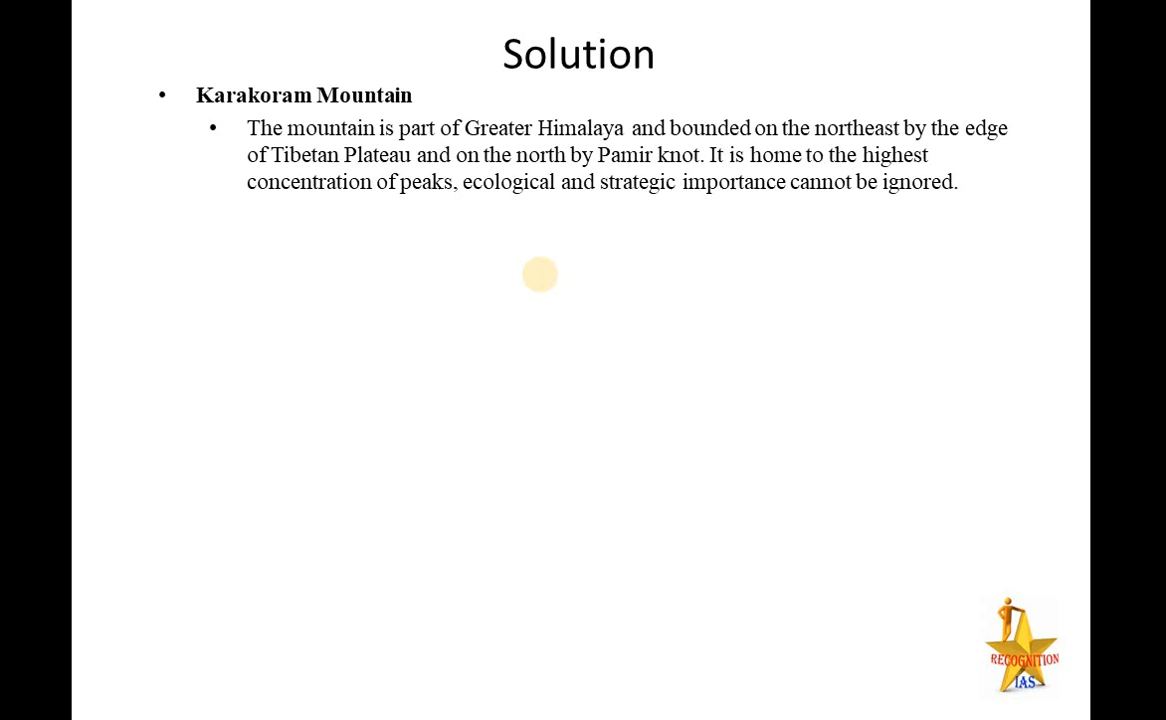 Solution
• Karakoram Mountain
• The mountain is part of Greater Himalaya and bounded on the northeast by the edge
of Tibetan Plateau and on the north by Pamir knot. It is home to the highest
concentration of peaks, ecological and strategic importance cannot be ignored.
RECOGNITION
IAS